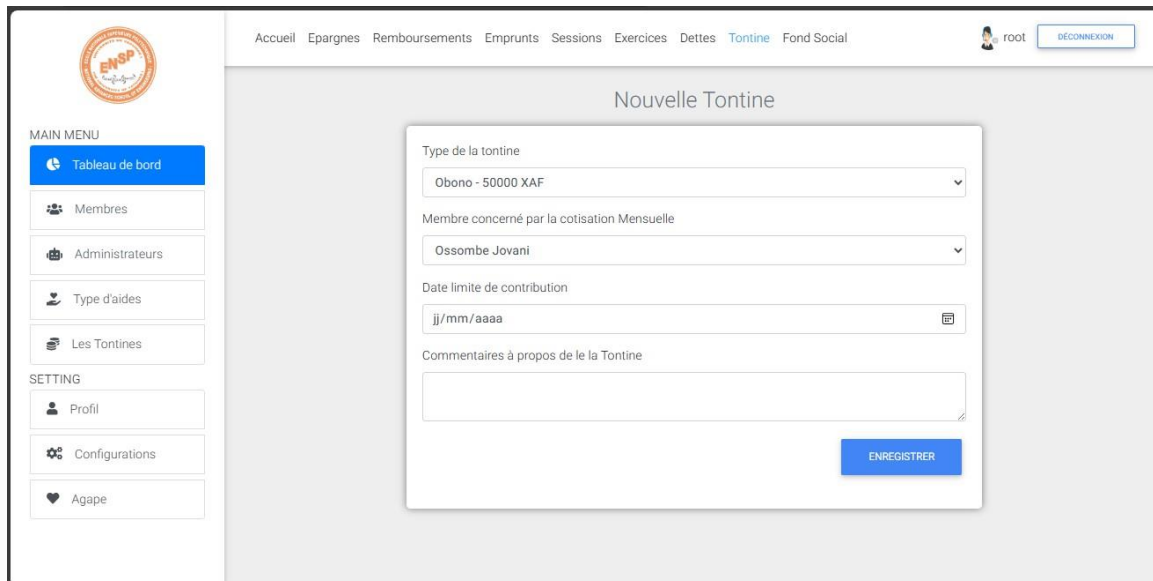 ENSP
Accueil Epargnes Remboursements Emprunts Sessions Exercices Dettes Tontine Fond Social
root
DÉCONNEXION
MAIN MENU
Tableau de bord
Membres
Administrateurs
Type d'aides
Les Tontines
SETTING
Profil
Configurations
Agape
Nouvelle Tontine
Type de la tontine
Obono - 50000 XAF
Membre concerné par la cotisation Mensuelle
Ossombe Jovani
Date limite de contribution
jj/mm/aaaa
Commentaires à propos de le la Tontine
ENREGISTRER